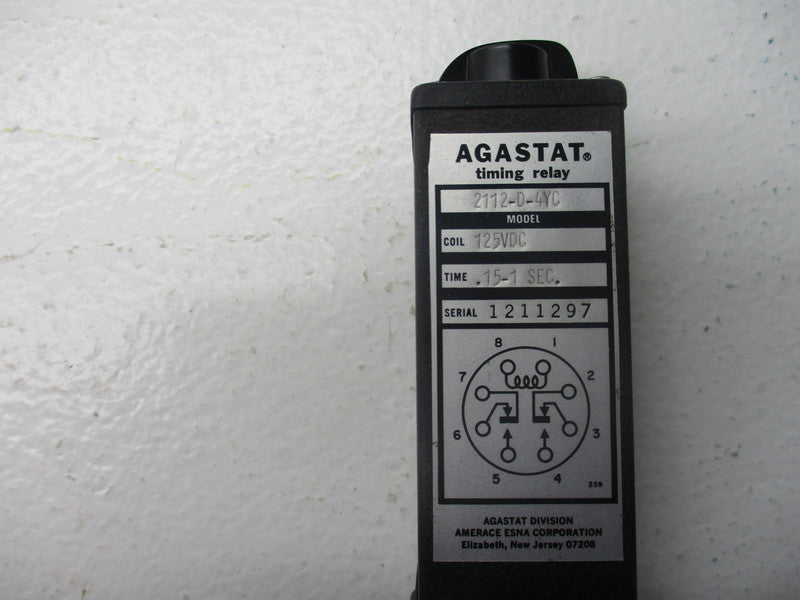 AGASTAT®
timing relay
2112-D-4YC
MODEL
COIL 125VDC
TIME .15-1 SEC.
SERIAL 1211297
8 1
7 2
6 3
5 4
259
AGASTAT DIVISION
AMERACE ESNA CORPORATION
Elizabeth, New Jersey 07208